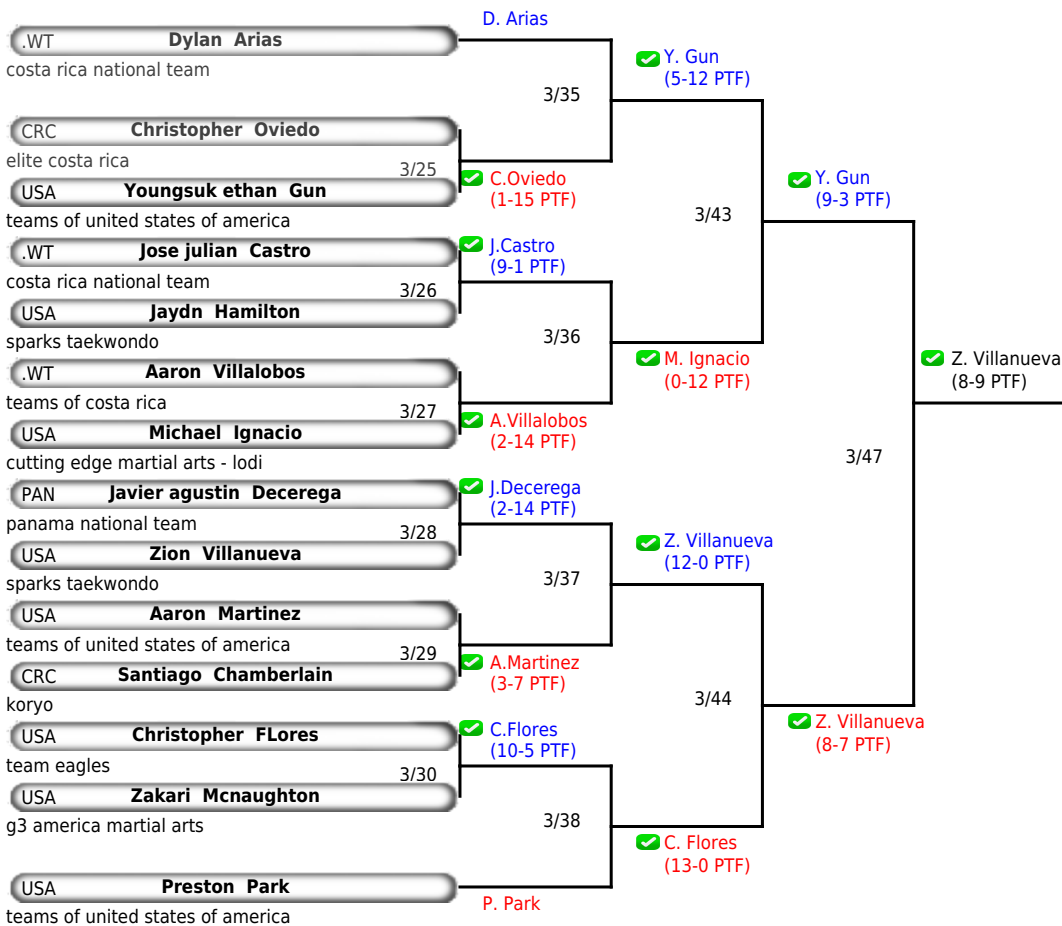 D. Arias
.WT Dylan Arias
costa rica national team
Y. Gun
(5-12 PTF)
3/35
CRC Christopher Oviedo
elite costa rica
3/25
USA Youngsuk ethan Gun
teams of united states of america
C.Oviedo
(1-15 PTF)
Y. Gun
(9-3 PTF)
3/43
.WT Jose julian Castro
costa rica national team
J.Castro
(9-1 PTF)
3/26
USA Jaydn Hamilton
sparks taekwondo
3/36
.WT Aaron Villalobos
teams of costa rica
M. Ignacio
(0-12 PTF)
Z. Villanueva
(8-9 PTF)
3/27
USA Michael Ignacio
cutting edge martial arts - lodi
A.Villalobos
(2-14 PTF)
3/47
PAN Javier agustin Decerega
panama national team
J.Decerega
(2-14 PTF)
3/28
USA Zion Villanueva
sparks taekwondo
Z. Villanueva
(12-0 PTF)
3/37
USA Aaron Martinez
teams of united states of america
3/29
CRC Santiago Chamberlain
koryo
A.Martinez
(3-7 PTF)
3/44
USA Christopher FLores
team eagles
C.Flores
(10-5 PTF)
Z. Villanueva
(8-7 PTF)
3/30
USA Zakari Mcnaughton
g3 america martial arts
3/38
C. Flores
(13-0 PTF)
USA Preston Park
teams of united states of america
P. Park